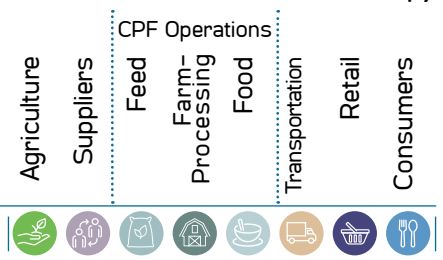 CPF Operations
Agriculture
Suppliers
Feed
Farm-
Processing
Food
Transportation
Retail
Consumers